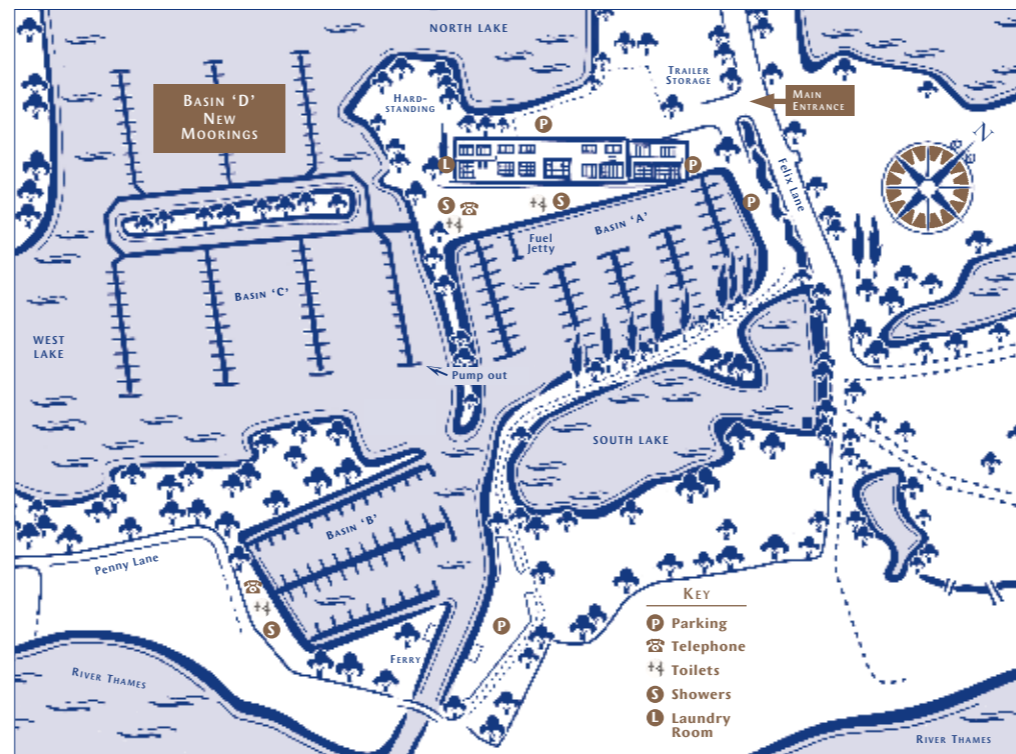 NORTH LAKE
TRAILER
STORAGE
BASIN 'D'
NEW
MOORINGS
HARD-
STANDING
MAIN
ENTRANCE
P
N
L
P
FELIX LANE
S
S
P
BASIN 'A'
FUEL
JETTY
BASIN 'C'
WEST
LAKE
Pump out
SOUTH LAKE
BASIN 'B'
PENNY LANE
S
P
FERRY
RIVER THAMES
KEY
P Parking
Telephone
Toilets
S Showers
L Laundry
Room
RIVER THAMES